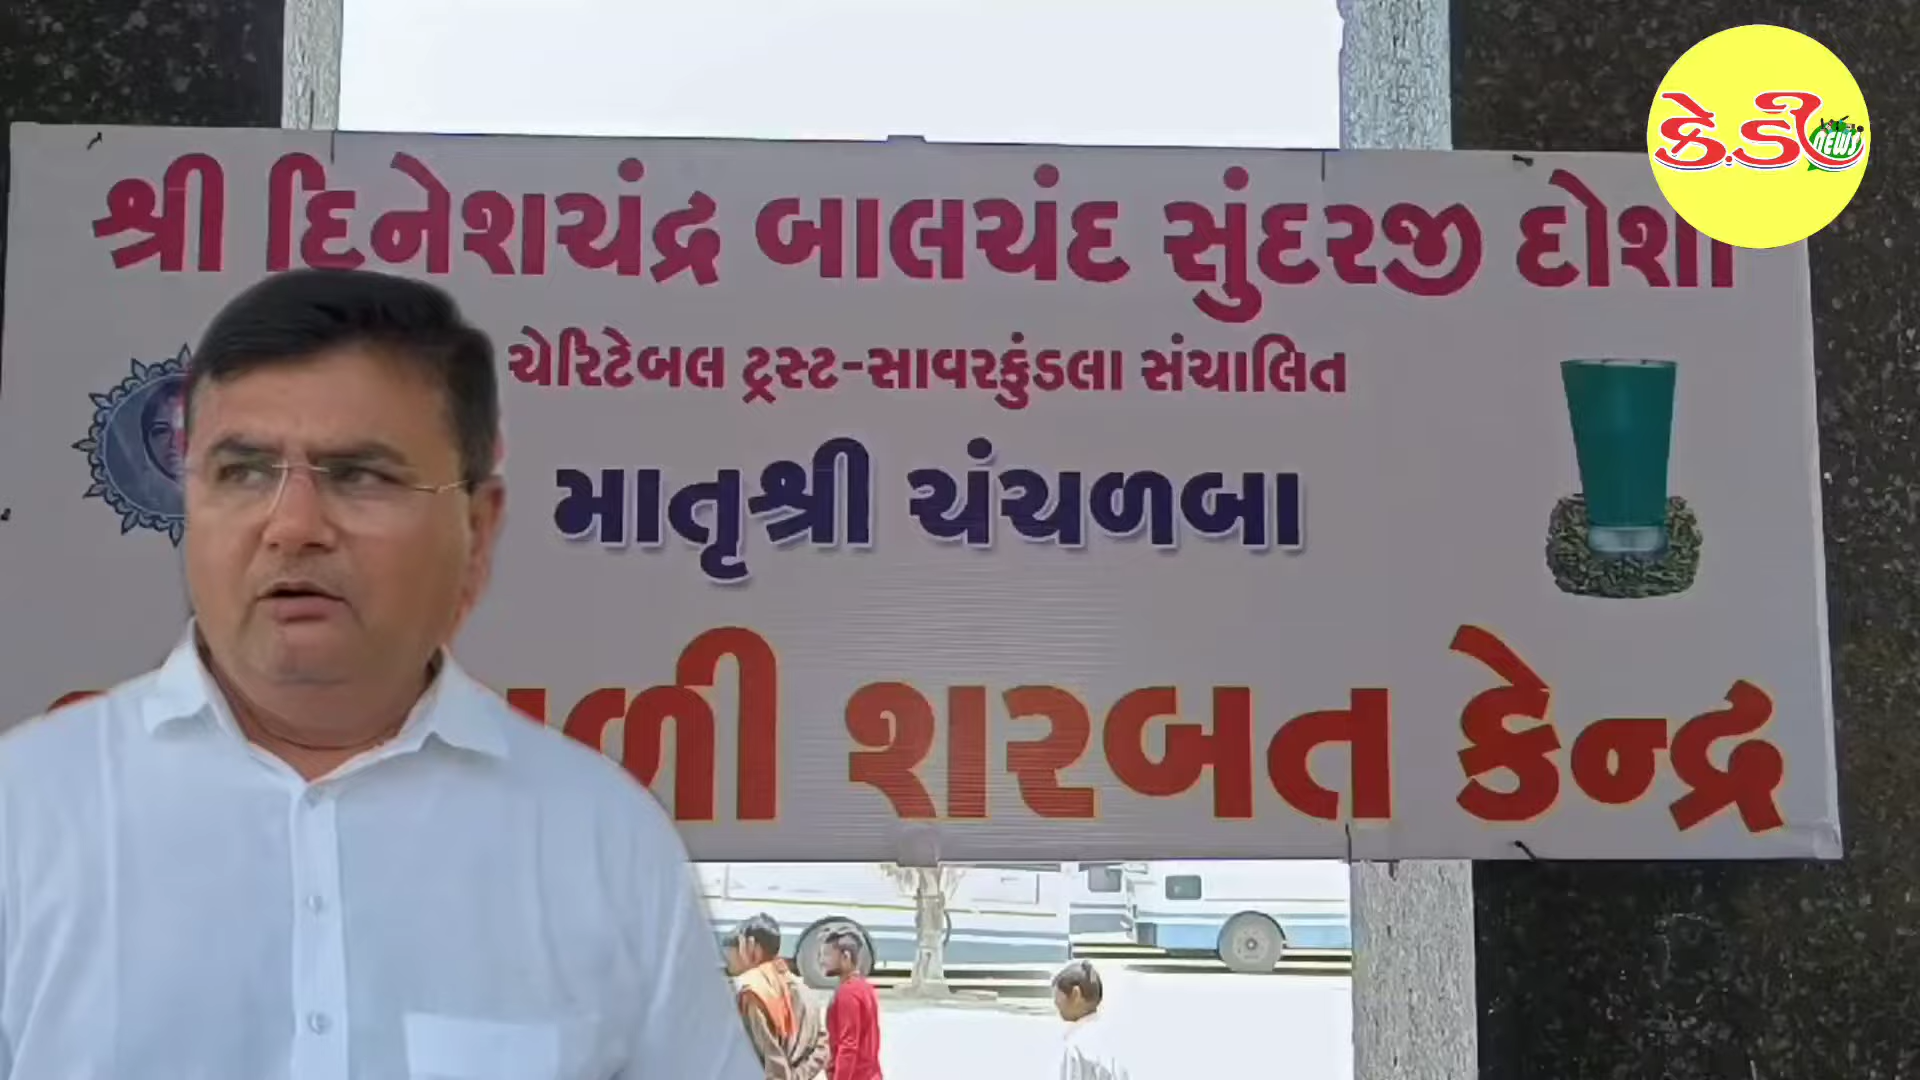 કે.ડી NEWS
શ્રી દિનેશચંદ્ર બાલચંદ સુંદરજી દોશી
ચેરિટેબલ ટ્રસ્ટ-સાવરકુંડલા સંચાલિત
માતૃશ્રી ચંચળબા
શરબત કેન્દ્ર